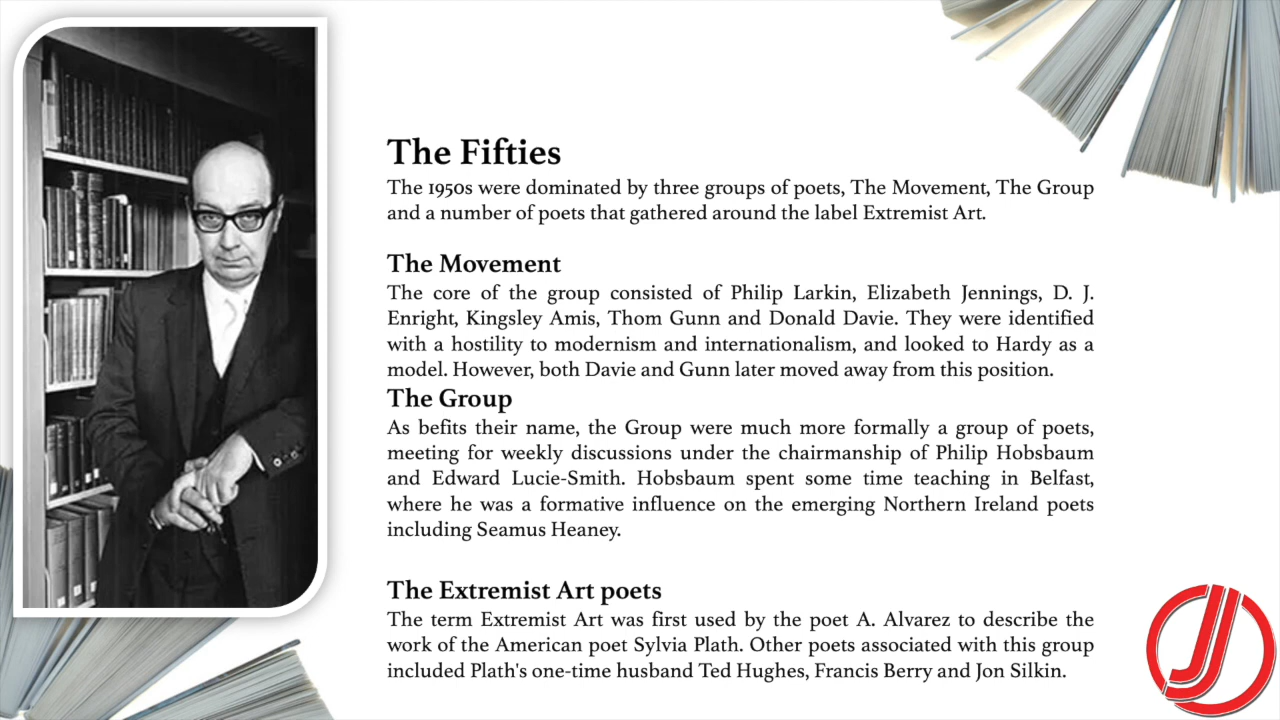 The Fifties
The 1950s were dominated by three groups of poets, The Movement, The Group
and a number of poets that gathered around the label Extremist Art.
The Movement
The core of the group consisted of Philip Larkin, Elizabeth Jennings, D. J.
Enright, Kingsley Amis, Thom Gunn and Donald Davie. They were identified
with a hostility to modernism and internationalism, and looked to Hardy as a
model. However, both Davie and Gunn later moved away from this position.
The Group
As befits their name, the Group were much more formally a group of poets,
meeting for weekly discussions under the chairmanship of Philip Hobsbaum
and Edward Lucie-Smith. Hobsbaum spent some time teaching in Belfast,
where he was a formative influence on the emerging Northern Ireland poets
including Seamus Heaney.
The Extremist Art poets
The term Extremist Art was first used by the poet A. Alvarez to describe the
work of the American poet Sylvia Plath. Other poets associated with this group
included Plath's one-time husband Ted Hughes, Francis Berry and Jon Silkin.